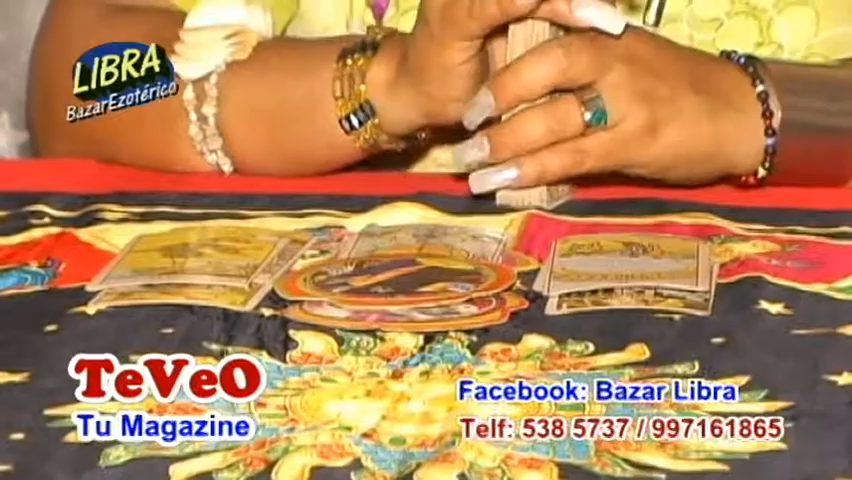 LIBRA
BazarEzotérico
TeVeO
Tu Magazine
Facebook: Bazar Libra
Telf: 538 5737 / 997161865